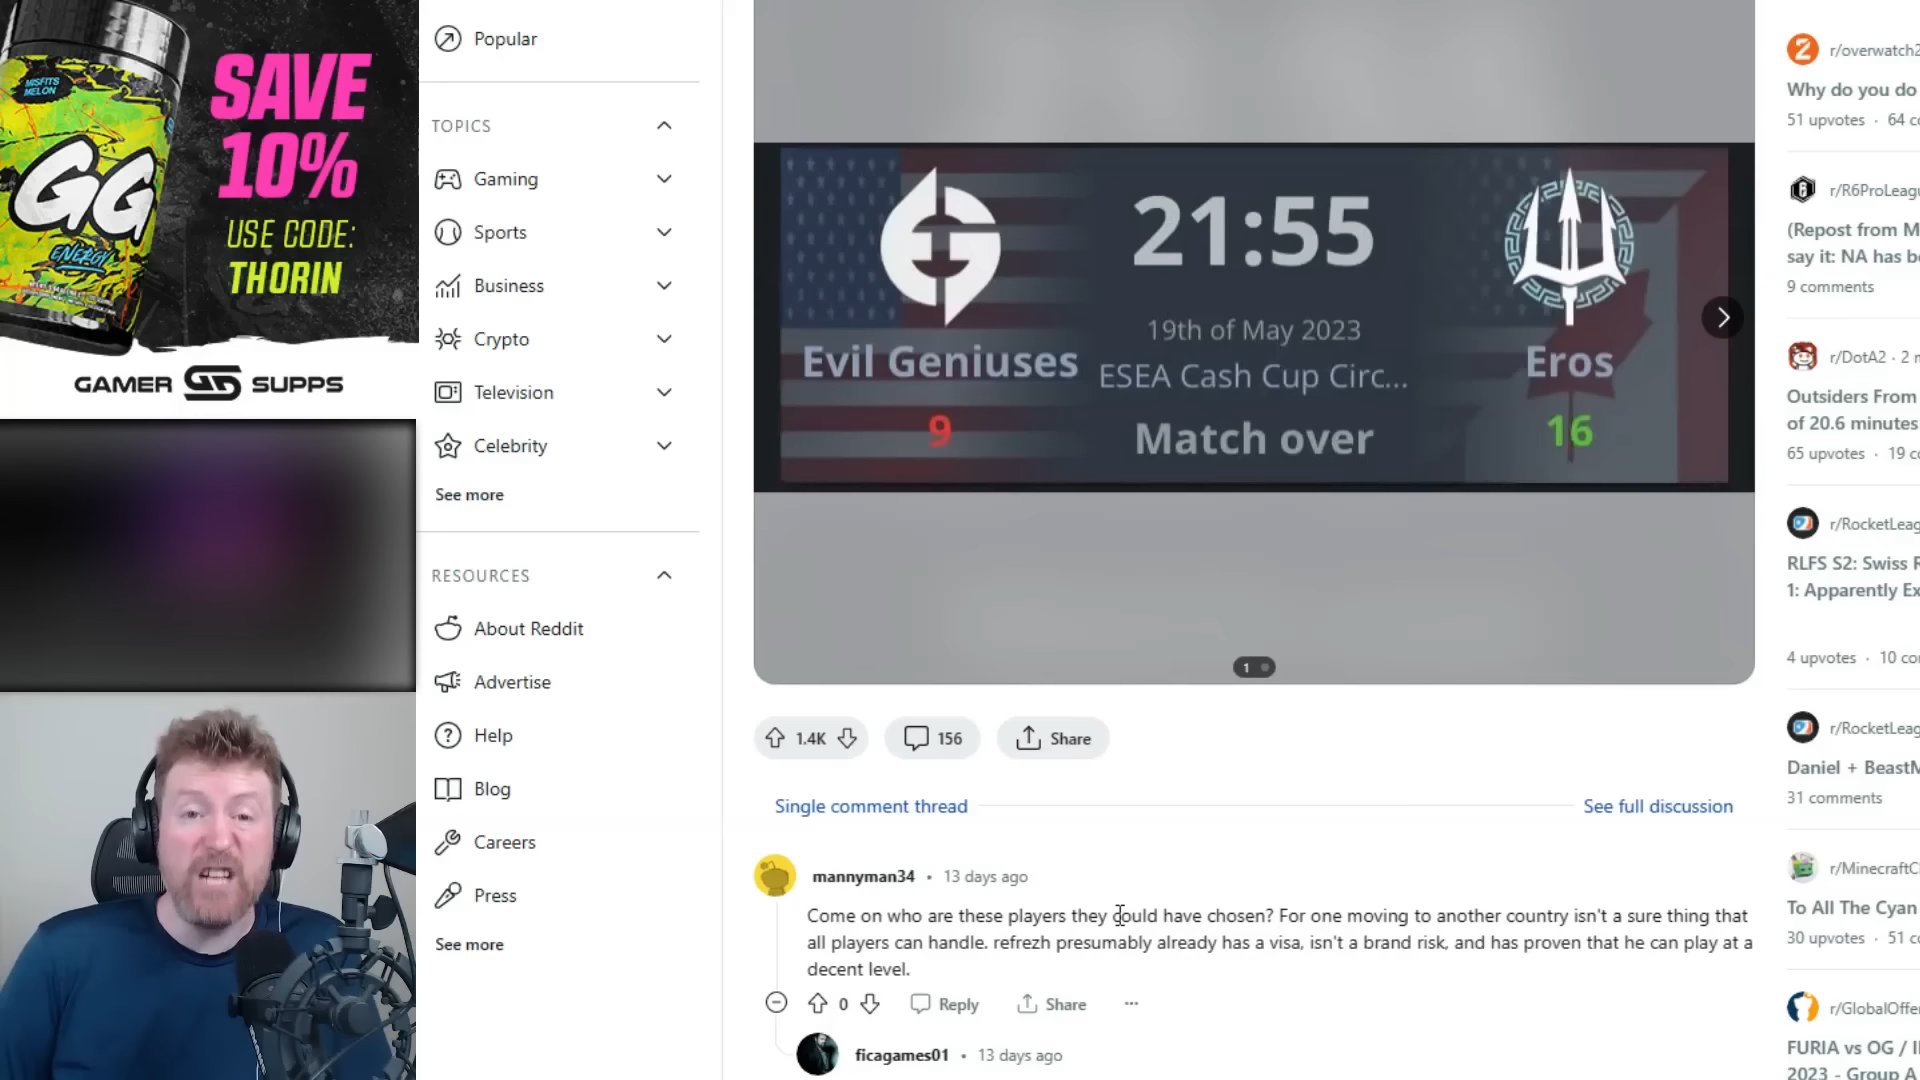 MISFITS
MELON
GG
ENERGY
SAVE
10%
USE CODE:
THORIN
GAMER SUPPS
Popular
TOPICS
Gaming
Sports
Business
Crypto
Television
Celebrity
See more
RESOURCES
About Reddit
Advertise
Help
Blog
Careers
Press
See more
21:55
19th of May 2023
Evil Geniuses
ESEA Cash Cup Circ...
Eros
9
Match over
16
1
1.4K
156
Share
Single comment thread
See full discussion
mannyman34 • 13 days ago
Come on who are these players they could have chosen? For one moving to another country isn't a sure thing that
all players can handle. refrezh presumably already has a visa, isn't a brand risk, and has proven that he can play at a
decent level.
0
Reply
Share
...
ficagames01 • 13 days ago
r/overwatch2
Why do you do
51 upvotes · 64 c
r/R6ProLeagu
(Repost from M
say it: NA has b
9 comments
r/DotA2 · 2 m
Outsiders From
of 20.6 minutes
65 upvotes · 19 c
r/RocketLeag
RLFS S2: Swiss R
1: Apparently Ex
4 upvotes · 10 co
r/RocketLeag
Daniel + BeastM
31 comments
r/MinecraftC
To All The Cyan
30 upvotes · 51 c
r/GlobalOffe
FURIA vs OG / I
2023 - Group A